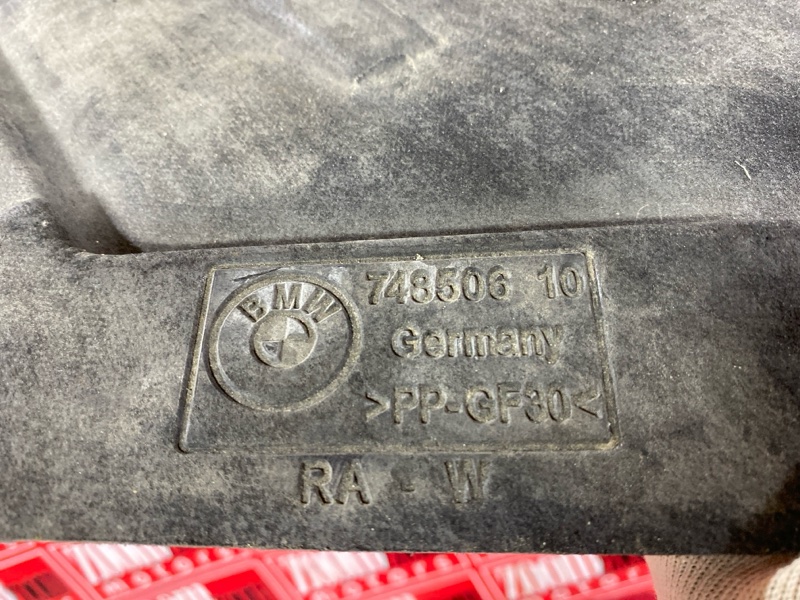 BMW
748506 10
Germany
>PP-GF30<
RA - W